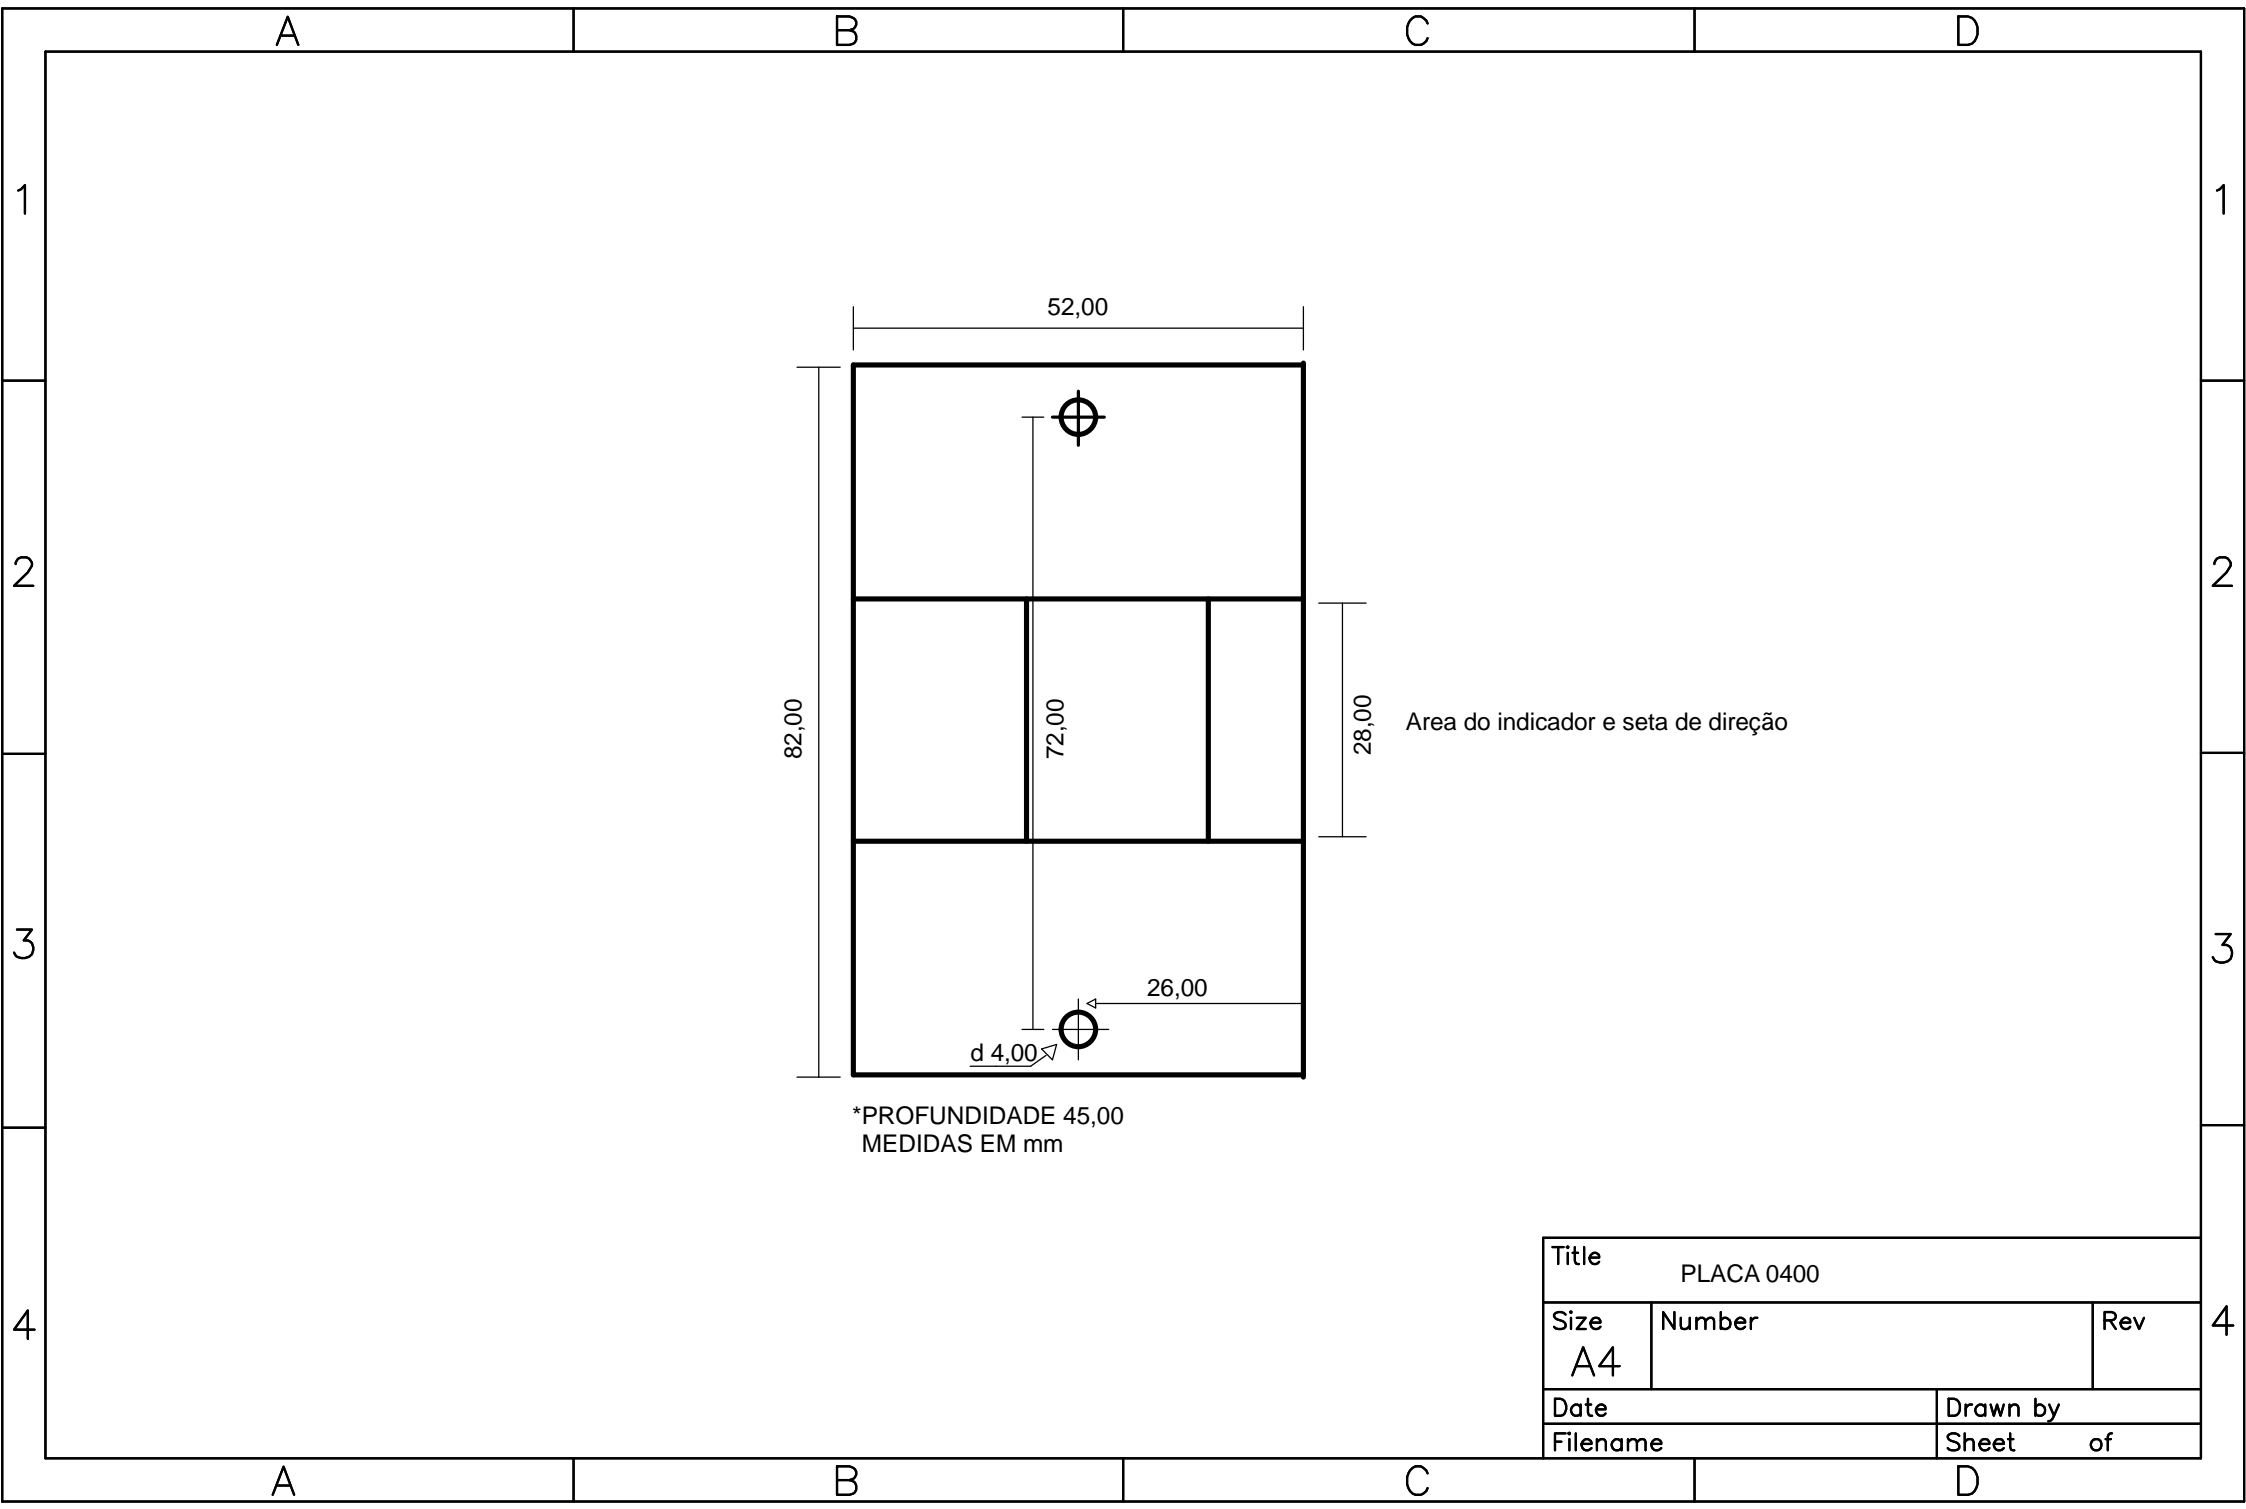 A B C D
1 1
52,00
2 2
82,00
72,00
28,00
Area do indicador e seta de direção
3 3
26,00
d 4,00
*PROFUNDIDADE 45,00
MEDIDAS EM mm
Title
PLACA 0400
4 4
Size Number Rev
A4
Date Drawn by
Filename Sheet of
A B C D